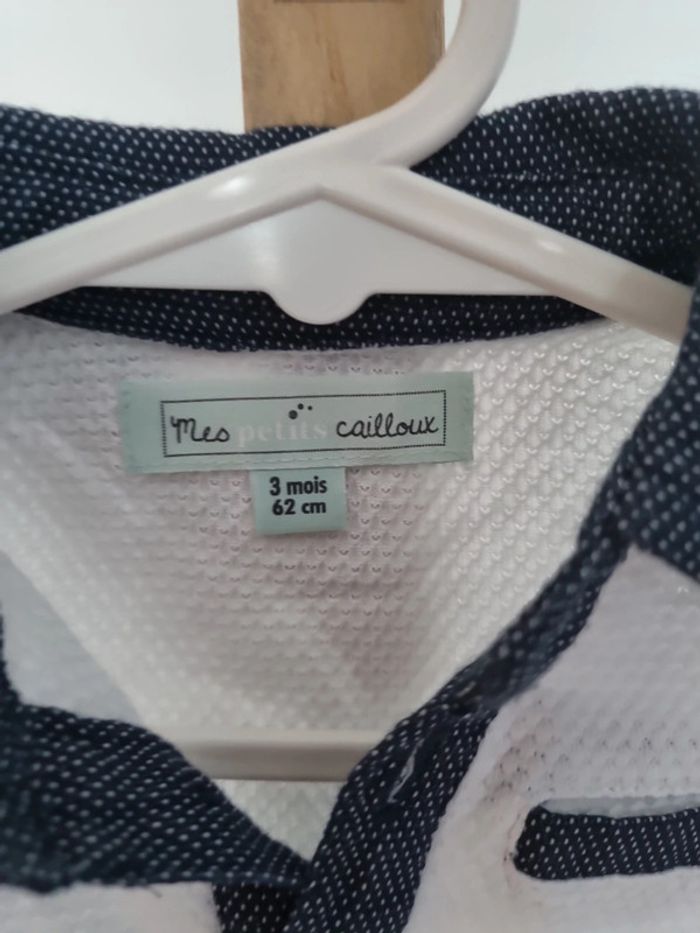 Mes petits cailloux
3 mois
62 cm